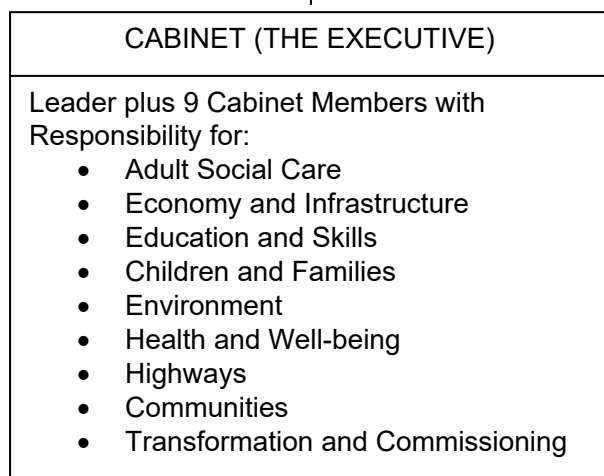 CABINET (THE EXECUTIVE)
Leader plus 9 Cabinet Members with
Responsibility for:
• Adult Social Care
• Economy and Infrastructure
• Education and Skills
• Children and Families
• Environment
• Health and Well-being
• Highways
• Communities
• Transformation and Commissioning